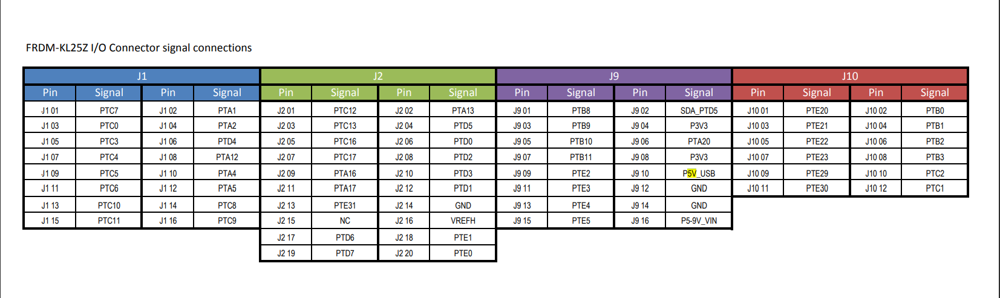 FRDM-KL25Z I/O Connector signal connections
J1 J2 J9 J10
Pin Signal Pin Signal Pin Signal Pin Signal Pin Signal Pin Signal Pin Signal Pin Signal
J1 01 PTC7 J1 02 PTA1 J2 01 PTC12 J2 02 PTA13 J9 01 PTB8 J9 02 SDA_PTD5 J10 01 PTE20 J10 02 PTB0
J1 03 PTC0 J1 04 PTA2 J2 03 PTC13 J2 04 PTD5 J9 03 PTB9 J9 04 P3V3 J10 03 PTE21 J10 04 PTB1
J1 05 PTC3 J1 06 PTD4 J2 05 PTC16 J2 06 PTD0 J9 05 PTB10 J9 06 PTA20 J10 05 PTE22 J10 06 PTB2
J1 07 PTC4 J1 08 PTA12 J2 07 PTC17 J2 08 PTD2 J9 07 PTB11 J9 08 P3V3 J10 07 PTE23 J10 08 PTB3
J1 09 PTC5 J1 10 PTA4 J2 09 PTA16 J2 10 PTD3 J9 09 PTE2 J9 10 P5V_USB J10 09 PTE29 J10 10 PTC2
J1 11 PTC6 J1 12 PTA5 J2 11 PTA17 J2 12 PTD1 J9 11 PTE3 J9 12 GND J10 11 PTE30 J10 12 PTC1
J1 13 PTC10 J1 14 PTC8 J2 13 PTE31 J2 14 GND J9 13 PTE4 J9 14 GND
J1 15 PTC11 J1 16 PTC9 J2 15 NC J2 16 VREFH J9 15 PTE5 J9 16 P5-9V_VIN
J2 17 PTD6 J2 18 PTE1
J2 19 PTD7 J2 20 PTE0